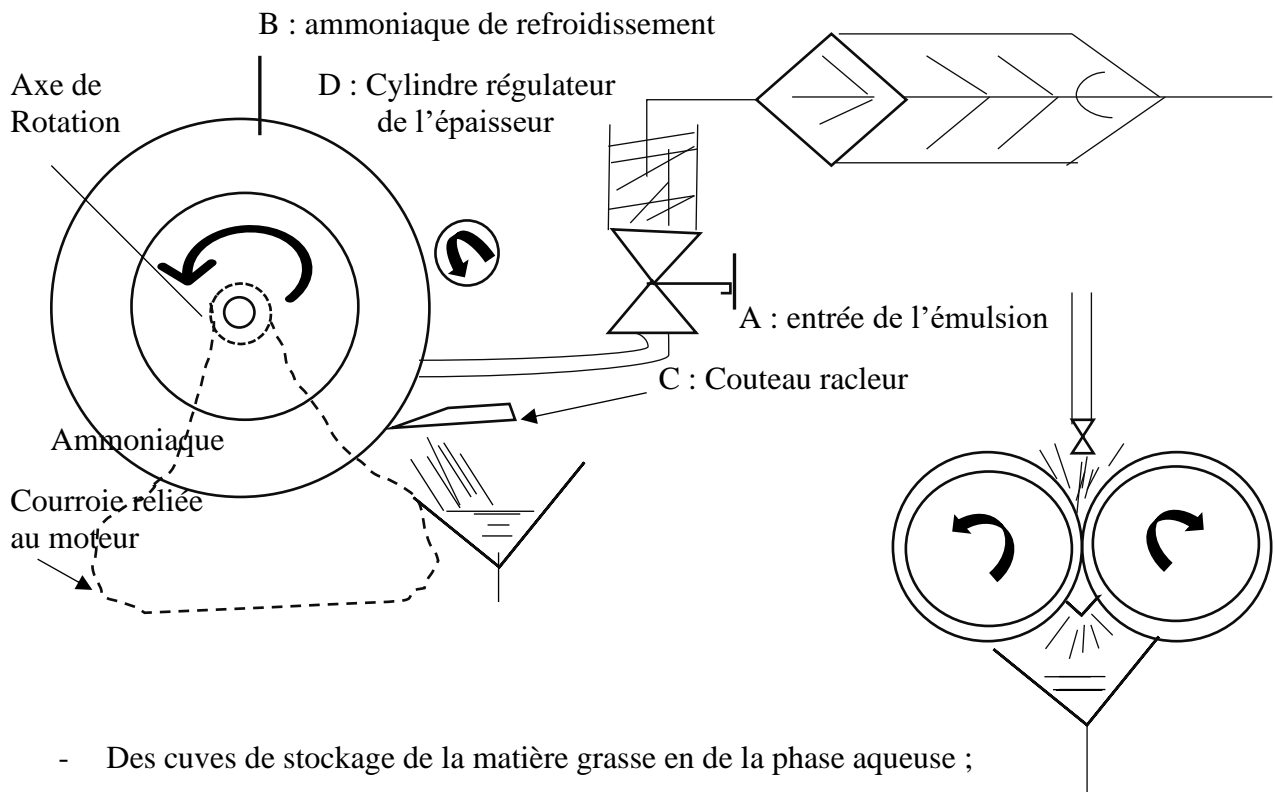 B : ammoniaque de refroidissement
Axe de
Rotation
D : Cylindre régulateur
de l’épaisseur
A : entrée de l’émulsion
C : Couteau racleur
Ammoniaque
Courroie réliée
au moteur
- Des cuves de stockage de la matière grasse en de la phase aqueuse ;